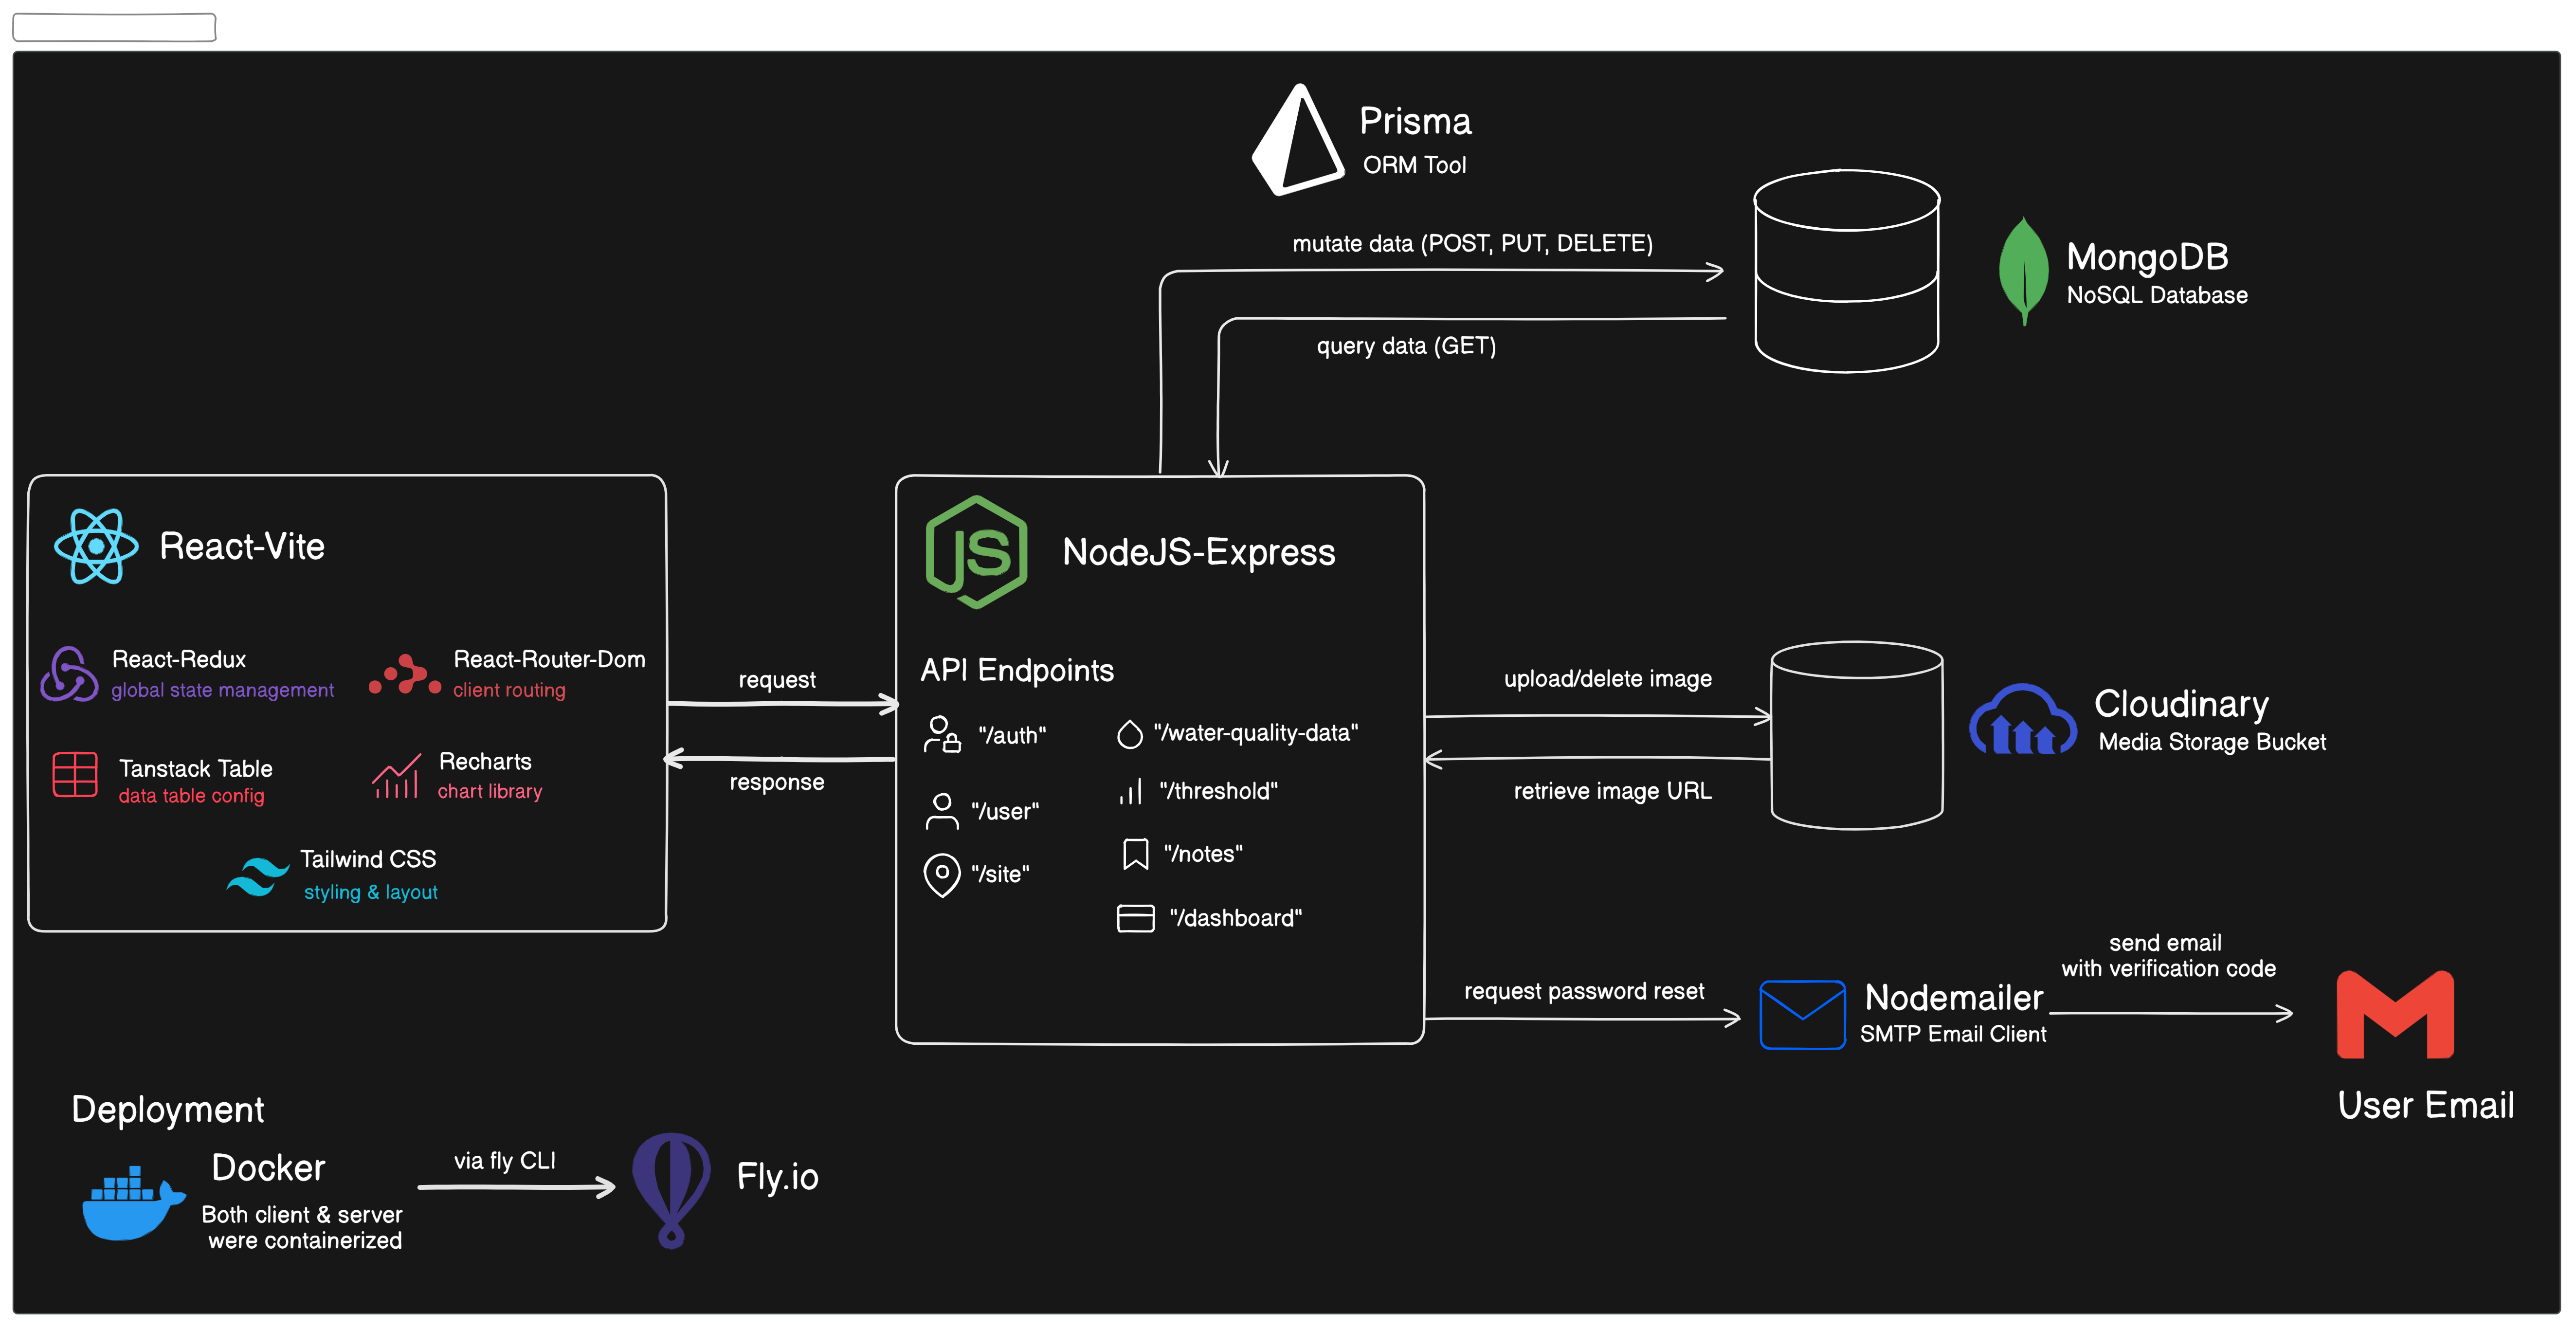 Prisma
ORM Tool
mutate data (POST, PUT, DELETE)
query data (GET)
MongoDB
NoSQL Database
React-Vite
React-Redux
global state management
React-Router-Dom
client routing
Tanstack Table
data table config
Recharts
chart library
Tailwind CSS
styling & layout
request
response
JS
NodeJS-Express
API Endpoints
"/auth"
"/user"
"/site"
"/water-quality-data"
"/threshold"
"/notes"
"/dashboard"
upload/delete image
retrieve image URL
Cloudinary
Media Storage Bucket
request password reset
Nodemailer
SMTP Email Client
send email
with verification code
User Email
Deployment
Docker
Both client & server
were containerized
via fly CLI
Fly.io